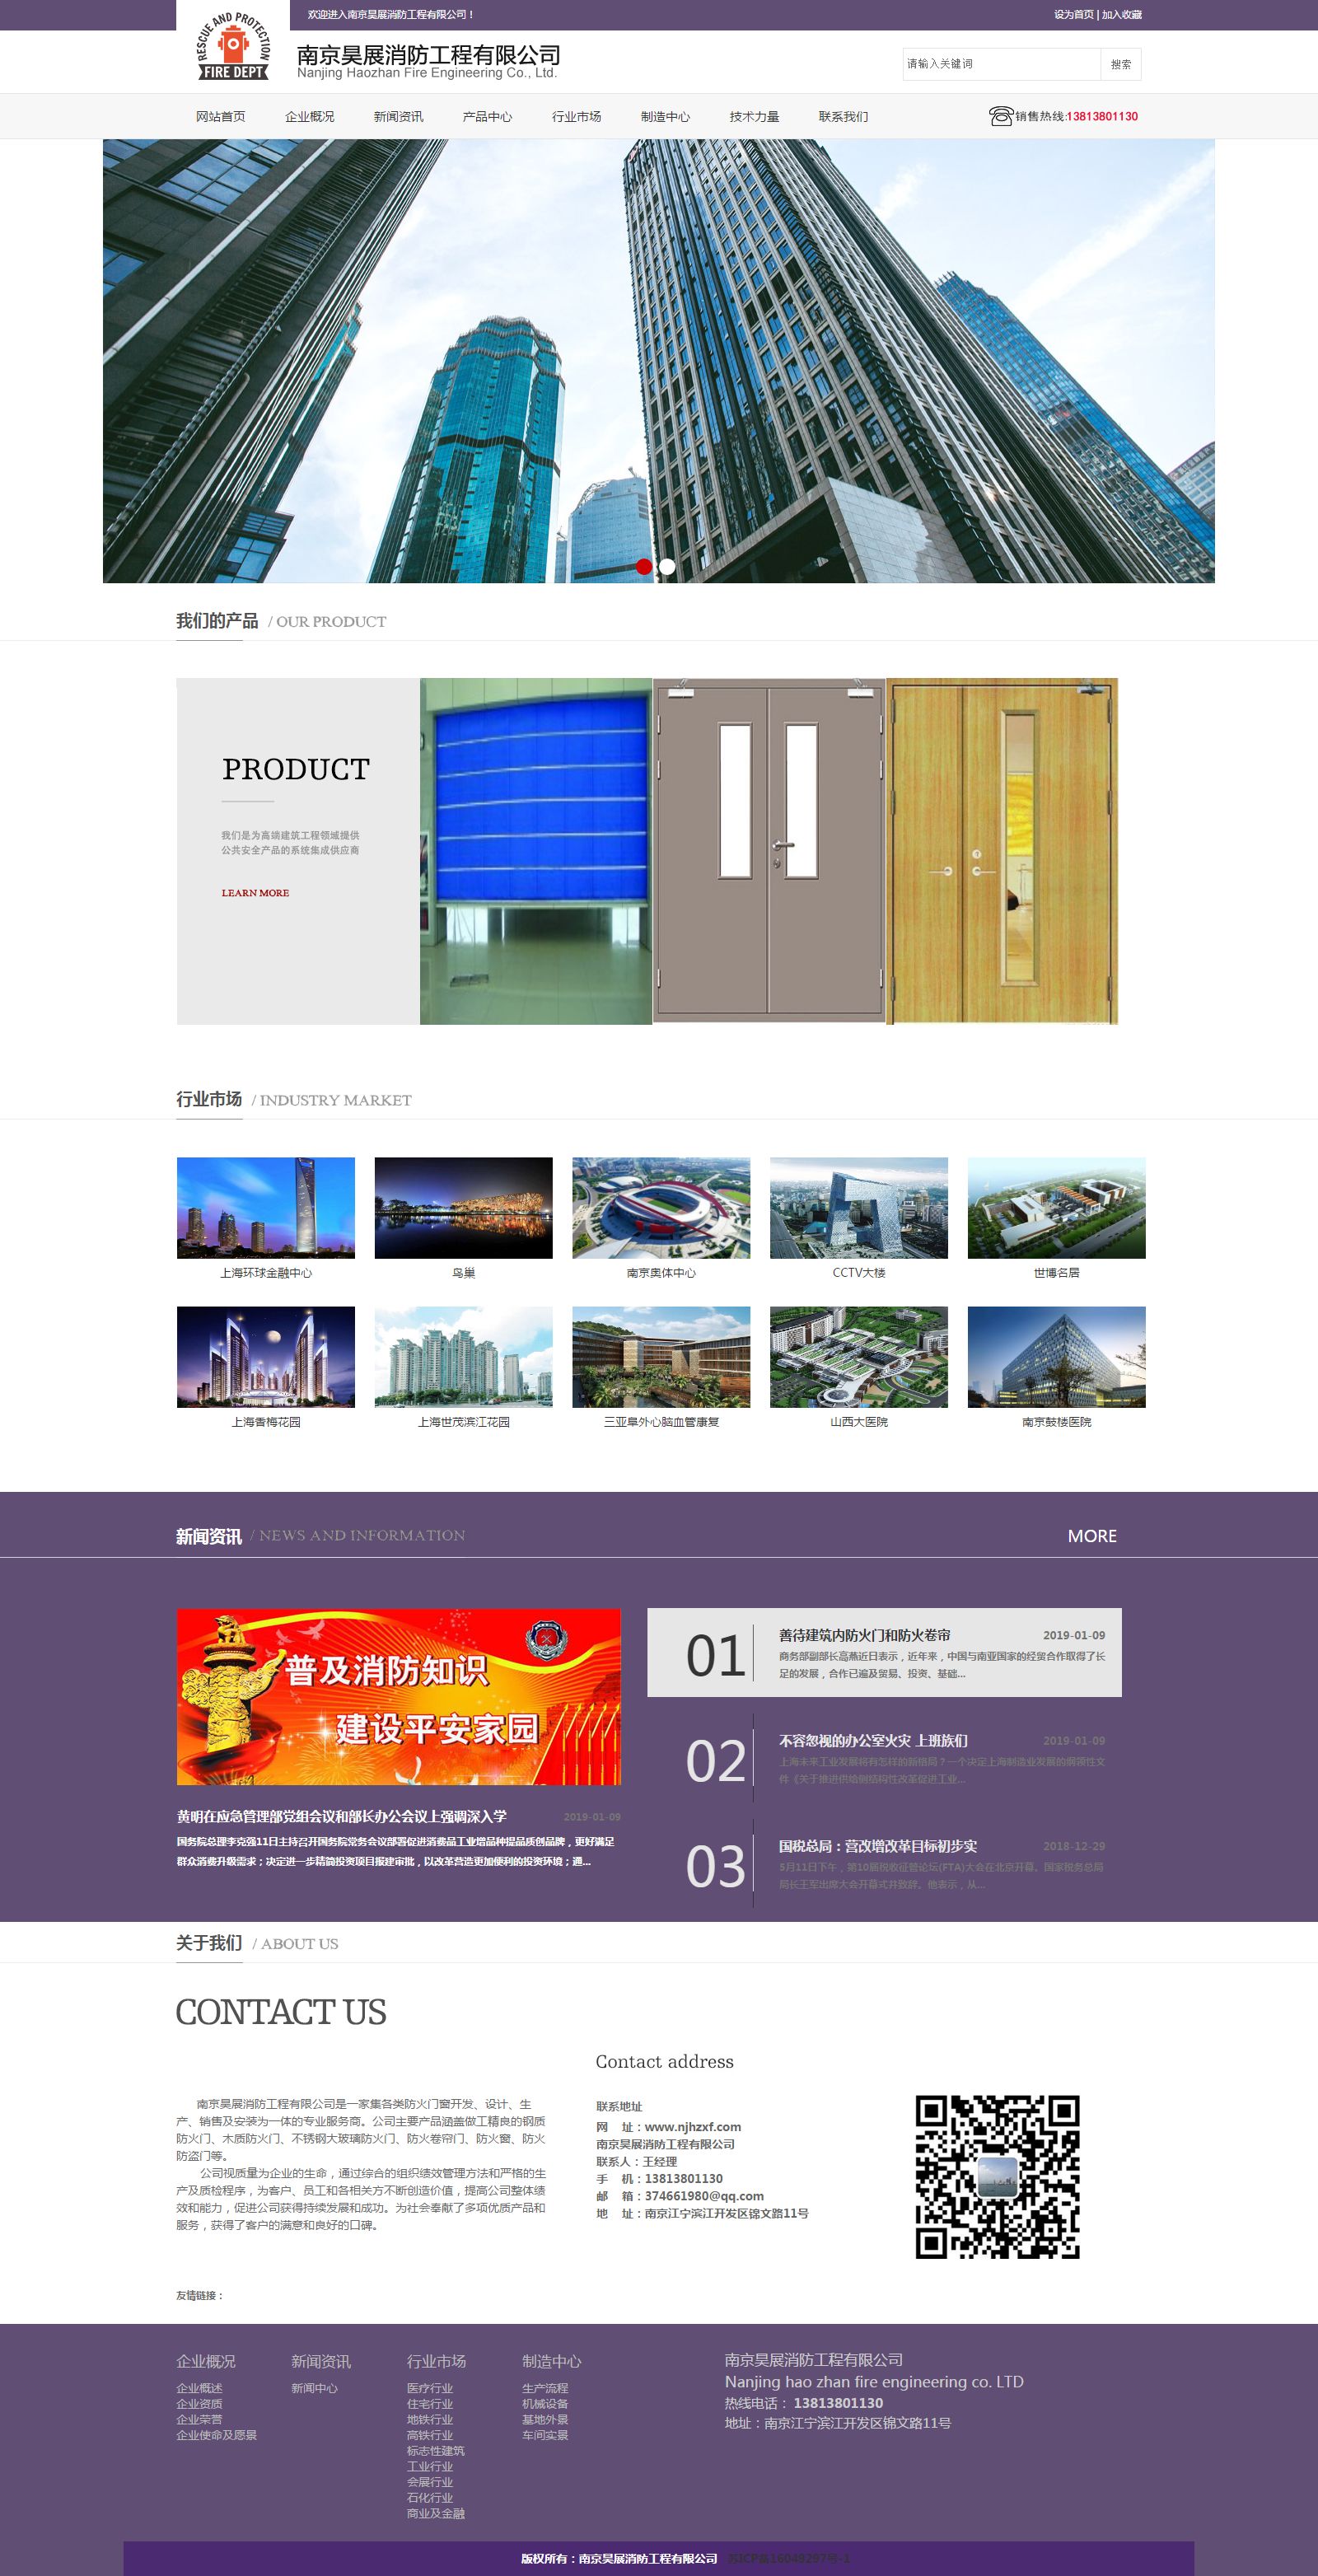 欢迎进入南京昊展消防工程有限公司！
设为首页 | 加入收藏
RESCUE AND PROTECTION
FIRE DEPT
南京昊展消防工程有限公司
Nanjing Haozhan Fire Engineering Co., Ltd.
请输入关键词
搜索
网站首页 企业概况 新闻资讯 产品中心 行业市场 制造中心 技术力量 联系我们
销售热线:13813801130
我们的产品 / OUR PRODUCT
PRODUCT
我们是为高端建筑工程领域提供
公共安全产品的系统集成供应商
LEARN MORE
行业市场 / INDUSTRY MARKET
上海环球金融中心 鸟巢 南京奥体中心 CCTV大楼 世博名居
上海香梅花园 上海世茂滨江花园 三亚阜外心脑血管康复 山西大医院 南京鼓楼医院
新闻资讯 / NEWS AND INFORMATION
MORE
普及消防知识
建设平安家园
黄明在应急管理部党组会议和部长办公会议上强调深入学 2019-01-09
国务院总理李克强11日主持召开国务院常务会议部署促进消费品工业增品种提品质创品牌，更好满足
群众消费升级需求；决定进一步精简投资项目报建审批，以改革营造更加便利的投资环境；通...
01
善待建筑内防火门和防火卷帘 2019-01-09
商务部副部长高燕近日表示，近年来，中国与南亚国家的经贸合作取得了长
足的发展，合作已遍及贸易、投资、基础...
02
不容忽视的办公室火灾 上班族们 2019-01-09
上海未来工业发展将有怎样的新格局？一个决定上海制造业发展的纲领性文
件《关于推进供给侧结构性改革促进工业...
03
国税总局：营改增改革目标初步实 2018-12-29
5月11日下午，第10届税收征管论坛(FTA)大会在北京开幕。国家税务总局
局长王军出席大会开幕式并致辞。他表示，从...
关于我们 / ABOUT US
CONTACT US
南京昊展消防工程有限公司是一家集各类防火门窗开发、设计、生
产、销售及安装为一体的专业服务商。公司主要产品涵盖做工精良的钢质
防火门、木质防火门、不锈钢大玻璃防火门、防火卷帘门、防火窗、防火
防盗门等。
公司视质量为企业的生命，通过综合的组织绩效管理方法和严格的生
产及质检程序，为客户、员工和各相关方不断创造价值，提高公司整体绩
效和能力，促进公司获得持续发展和成功。为社会奉献了多项优质产品和
服务，获得了客户的满意和良好的口碑。
Contact address
联系地址
网 址：www.njhzxf.com
南京昊展消防工程有限公司
联系人：王经理
手 机：13813801130
邮 箱：374661980@qq.com
地 址：南京江宁滨江开发区锦文路11号
友情链接：
企业概况
企业概述
企业资质
企业荣誉
企业使命及愿景
新闻资讯
新闻中心
行业市场
医疗行业
住宅行业
地铁行业
高铁行业
标志性建筑
工业行业
会展行业
石化行业
商业及金融
制造中心
生产流程
机械设备
基地外景
车间实景
南京昊展消防工程有限公司
Nanjing hao zhan fire engineering co. LTD
热线电话： 13813801130
地址：南京江宁滨江开发区锦文路11号
版权所有：南京昊展消防工程有限公司 苏ICP备16049297号-1